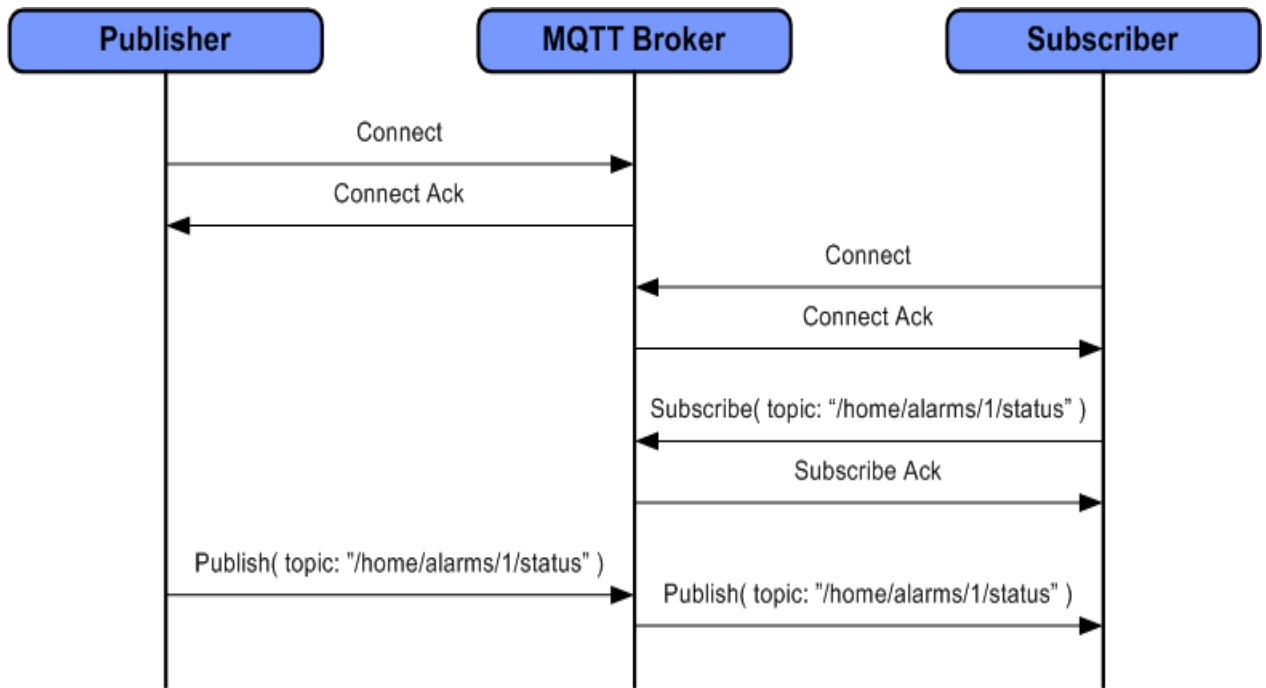 Publisher
MQTT Broker
Subscriber
Connect
Connect Ack
Connect
Connect Ack
Subscribe( topic: “/home/alarms/1/status” )
Subscribe Ack
Publish( topic: ”/home/alarms/1/status” )
Publish( topic: ”/home/alarms/1/status” )